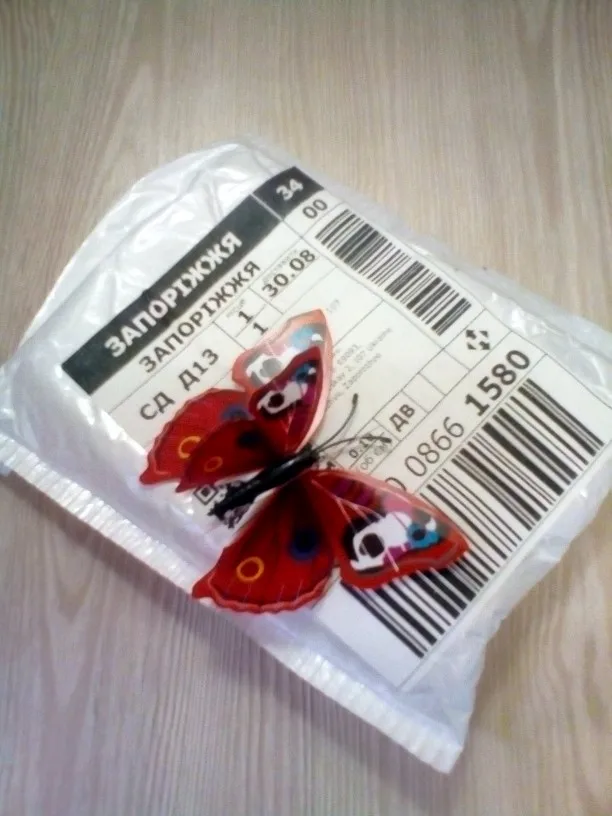 ЗАПОРІЖЖЯ 34
ЗАПОРІЖЖЯ 00
СД Д13 1 30.08
1
ДВ
0866 1580